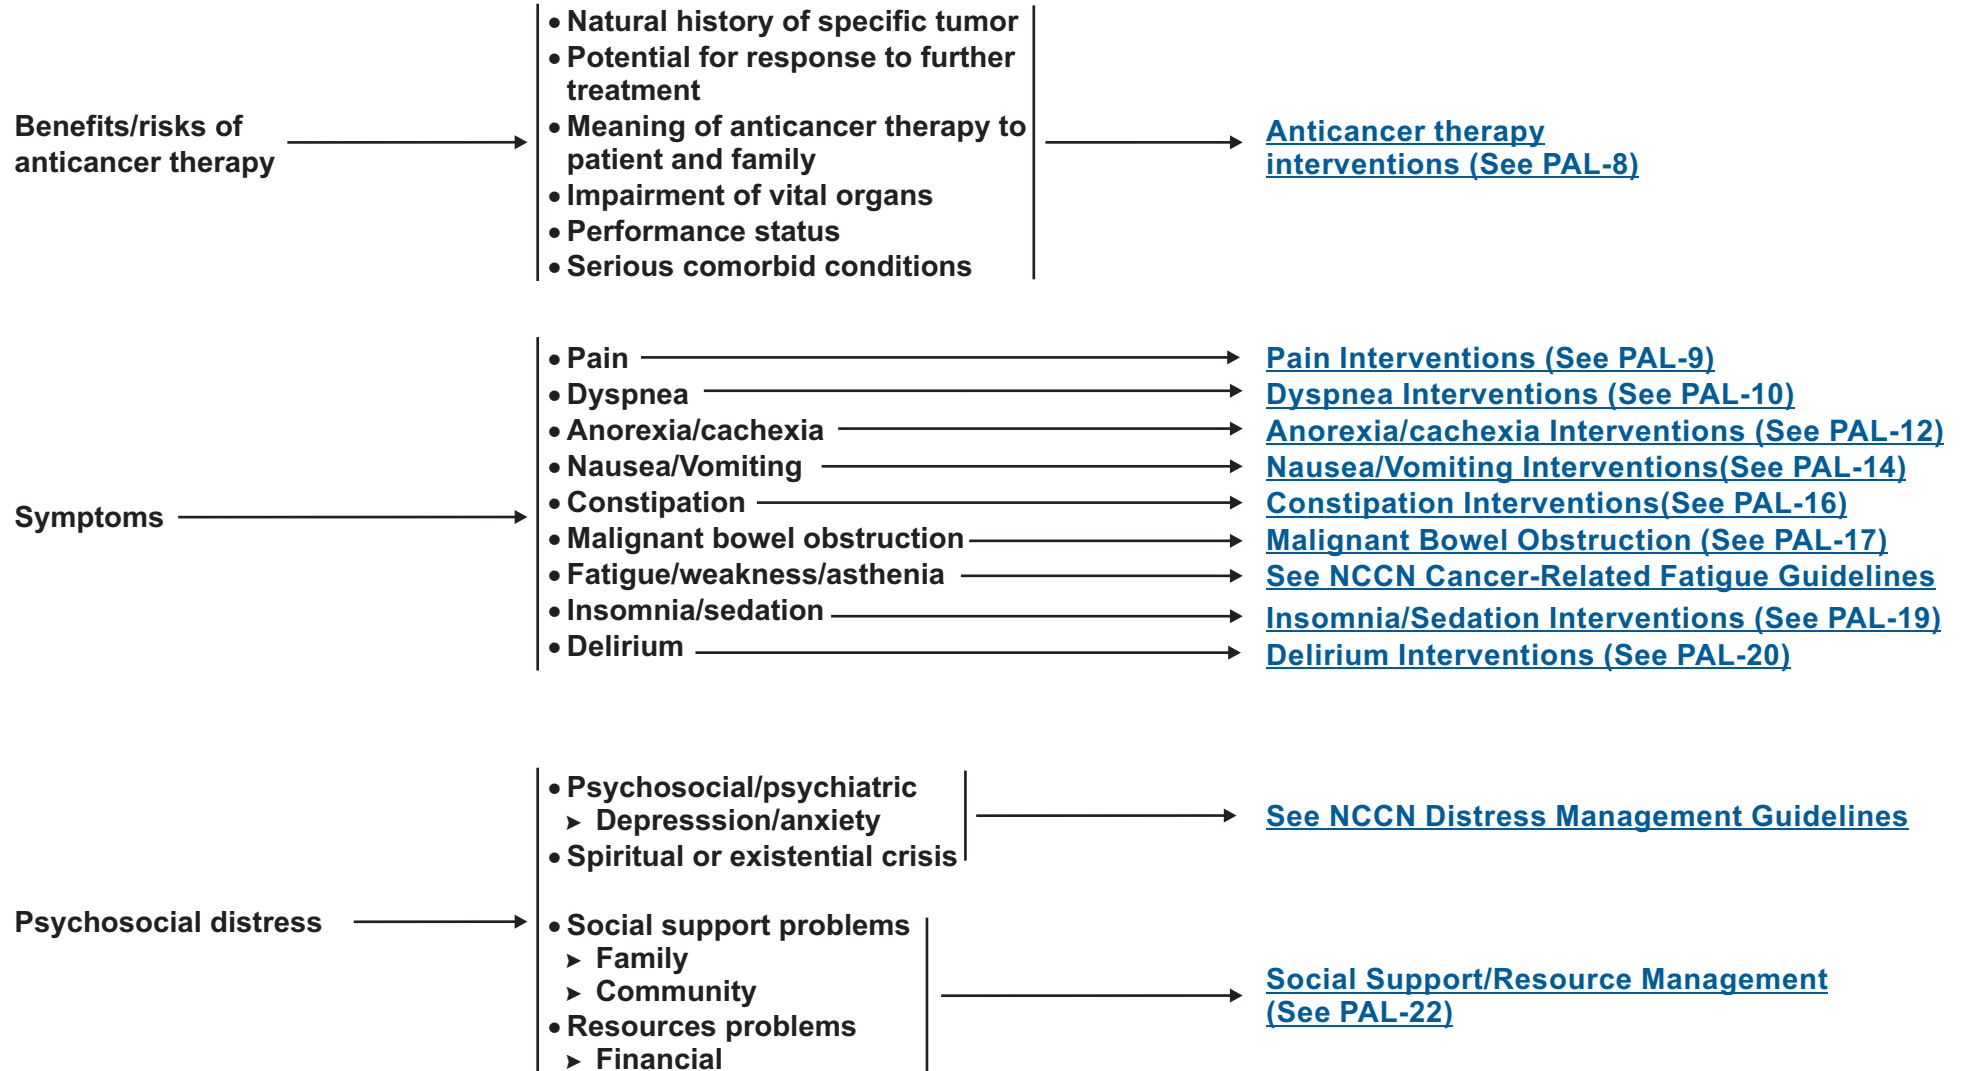 Benefits/risks of
anticancer therapy
• Natural history of specific tumor
• Potential for response to further
treatment
• Meaning of anticancer therapy to
patient and family
• Impairment of vital organs
• Performance status
• Serious comorbid conditions
Anticancer therapy
interventions (See PAL-8)
Symptoms
• Pain
Pain Interventions (See PAL-9)
• Dyspnea
Dyspnea Interventions (See PAL-10)
• Anorexia/cachexia
Anorexia/cachexia Interventions (See PAL-12)
• Nausea/Vomiting
Nausea/Vomiting Interventions(See PAL-14)
• Constipation
Constipation Interventions(See PAL-16)
• Malignant bowel obstruction
Malignant Bowel Obstruction (See PAL-17)
• Fatigue/weakness/asthenia
See NCCN Cancer-Related Fatigue Guidelines
• Insomnia/sedation
Insomnia/Sedation Interventions (See PAL-19)
• Delirium
Delirium Interventions (See PAL-20)
Psychosocial distress
• Psychosocial/psychiatric
➤ Depresssion/anxiety
• Spiritual or existential crisis
See NCCN Distress Management Guidelines
• Social support problems
➤ Family
➤ Community
• Resources problems
➤ Financial
Social Support/Resource Management
(See PAL-22)